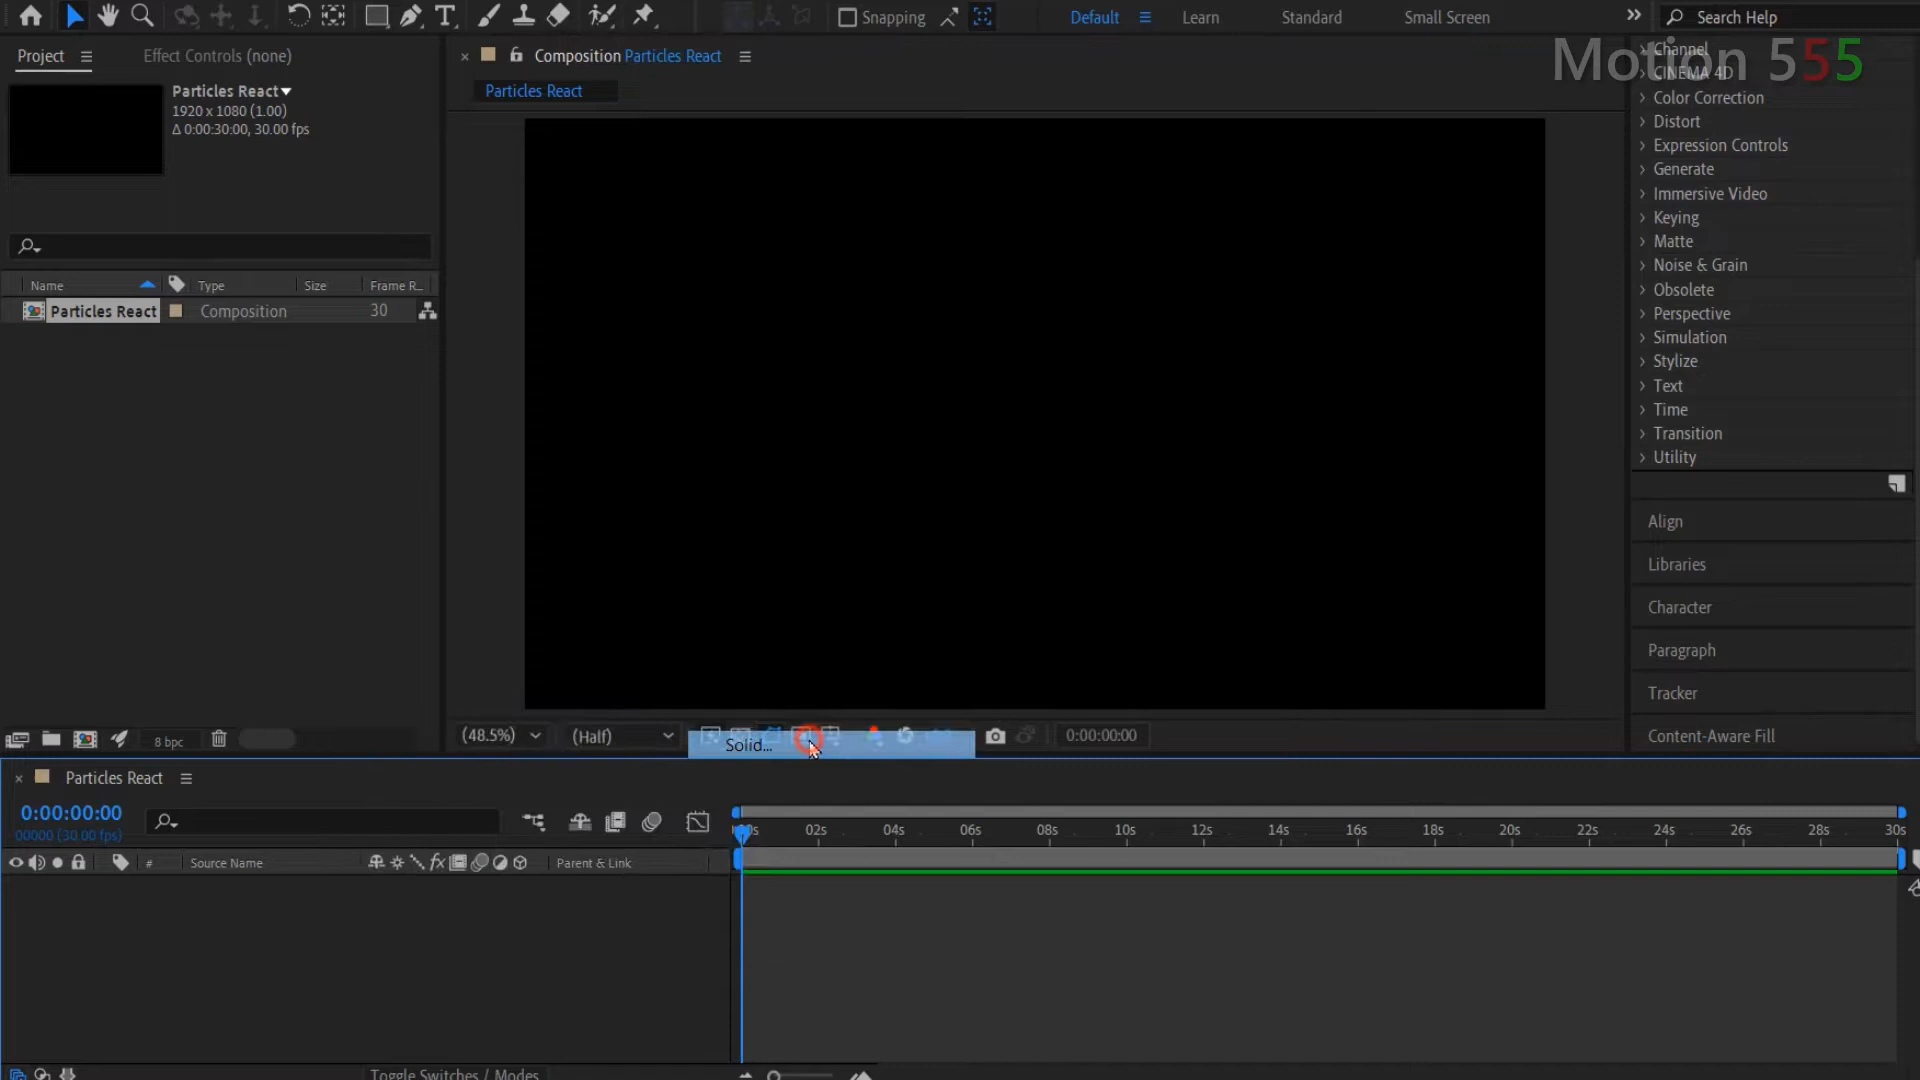 Snapping
Default
Learn
Standard
Small Screen
Search Help
Motion 555
Project
Effect Controls (none)
Composition Particles React
Particles React
Particles React
1920 x 1080 (1.00)
Δ 0:00:30:00, 30.00 fps
Name
Type
Size
Frame R...
Particles React
Composition
30
Channel
CINEMA 4D
Color Correction
Distort
Expression Controls
Generate
Immersive Video
Keying
Matte
Noise & Grain
Obsolete
Perspective
Simulation
Stylize
Text
Time
Transition
Utility
Align
Libraries
Character
Paragraph
Tracker
Content-Aware Fill
8 bpc
(48.5%)
(Half)
Solid...
0:00:00:00
Particles React
0:00:00:00
00000 (30.00 fps)
02s 04s 06s 08s 10s 12s 14s 16s 18s 20s 22s 24s 26s 28s 30s
#
Source Name
fx
Parent & Link
Toggle Switches / Modes